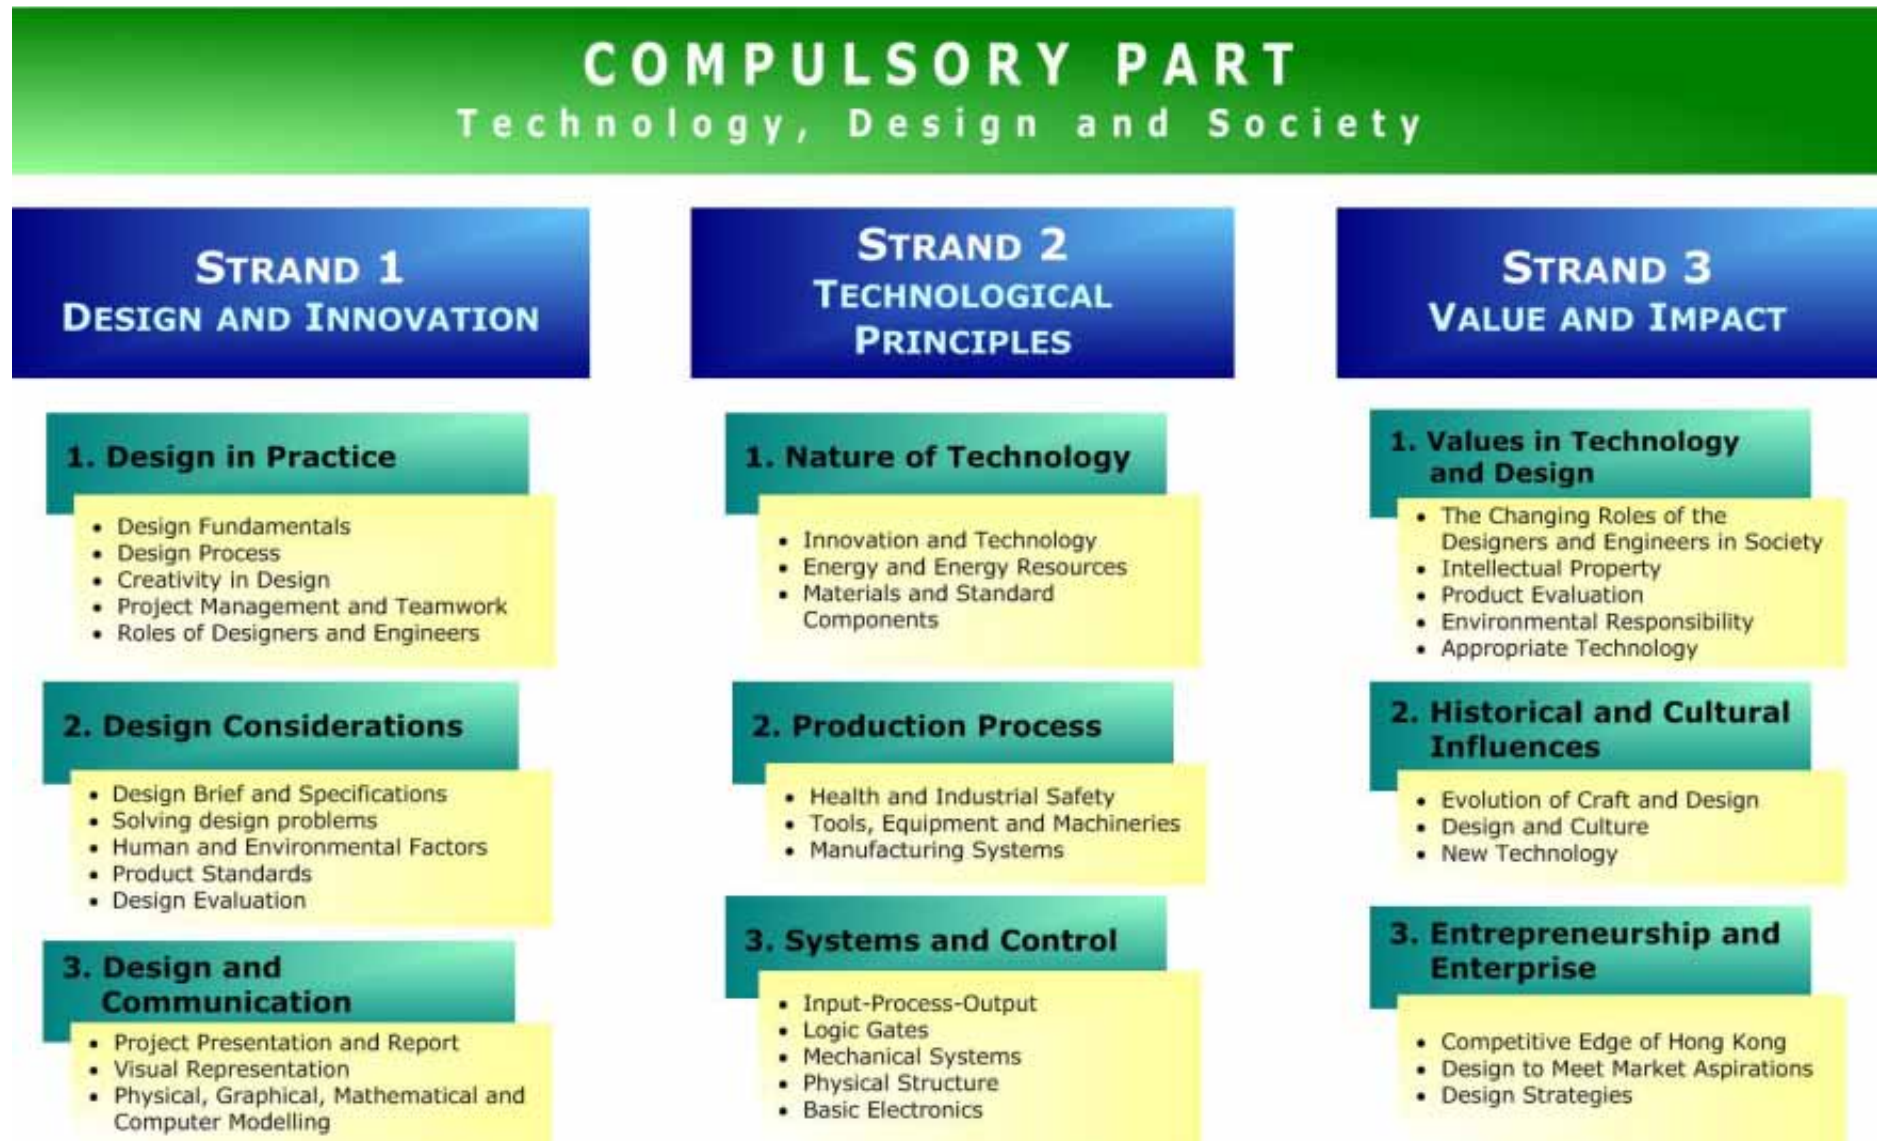 COMPULSORY PART
Technology, Design and Society
STRAND 1
DESIGN AND INNOVATION
1. Design in Practice
• Design Fundamentals
• Design Process
• Creativity in Design
• Project Management and Teamwork
• Roles of Designers and Engineers
2. Design Considerations
• Design Brief and Specifications
• Solving design problems
• Human and Environmental Factors
• Product Standards
• Design Evaluation
3. Design and
Communication
• Project Presentation and Report
• Visual Representation
• Physical, Graphical, Mathematical and
Computer Modelling
STRAND 2
TECHNOLOGICAL
PRINCIPLES
1. Nature of Technology
• Innovation and Technology
• Energy and Energy Resources
• Materials and Standard
Components
2. Production Process
• Health and Industrial Safety
• Tools, Equipment and Machineries
• Manufacturing Systems
3. Systems and Control
• Input-Process-Output
• Logic Gates
• Mechanical Systems
• Physical Structure
• Basic Electronics
STRAND 3
VALUE AND IMPACT
1. Values in Technology
and Design
• The Changing Roles of the
Designers and Engineers in Society
• Intellectual Property
• Product Evaluation
• Environmental Responsibility
• Appropriate Technology
2. Historical and Cultural
Influences
• Evolution of Craft and Design
• Design and Culture
• New Technology
3. Entrepreneurship and
Enterprise
• Competitive Edge of Hong Kong
• Design to Meet Market Aspirations
• Design Strategies